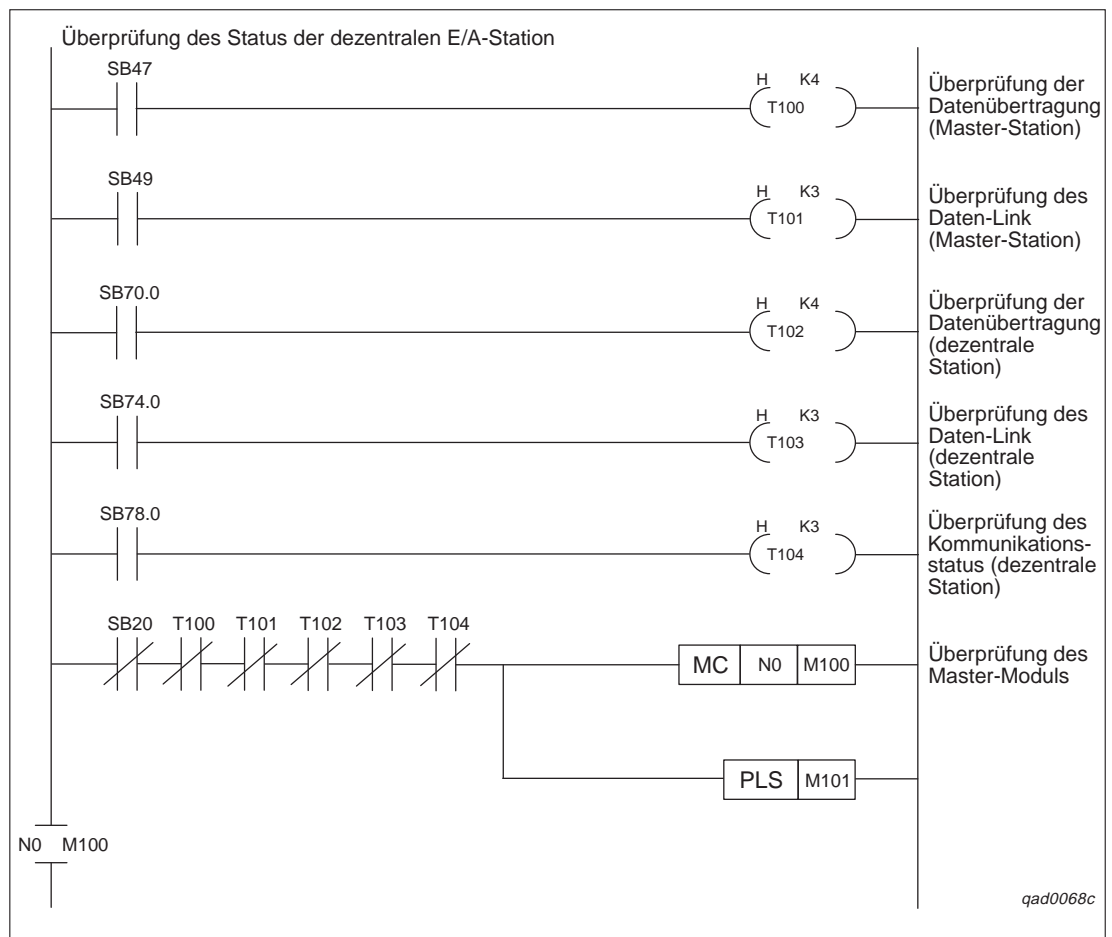 Überprüfung des Status der dezentralen E/A-Station
SB47
H K4
T100
Überprüfung der
Datenübertragung
(Master-Station)
SB49
H K3
T101
Überprüfung des
Daten-Link
(Master-Station)
SB70.0
H K4
T102
Überprüfung der
Datenübertragung
(dezentrale
Station)
SB74.0
H K3
T103
Überprüfung des
Daten-Link
(dezentrale
Station)
SB78.0
H K3
T104
Überprüfung des
Kommunikations-
status (dezentrale
Station)
SB20 T100 T101 T102 T103 T104
MC N0 M100
Überprüfung des
Master-Moduls
PLS M101
N0 M100
qad0068c